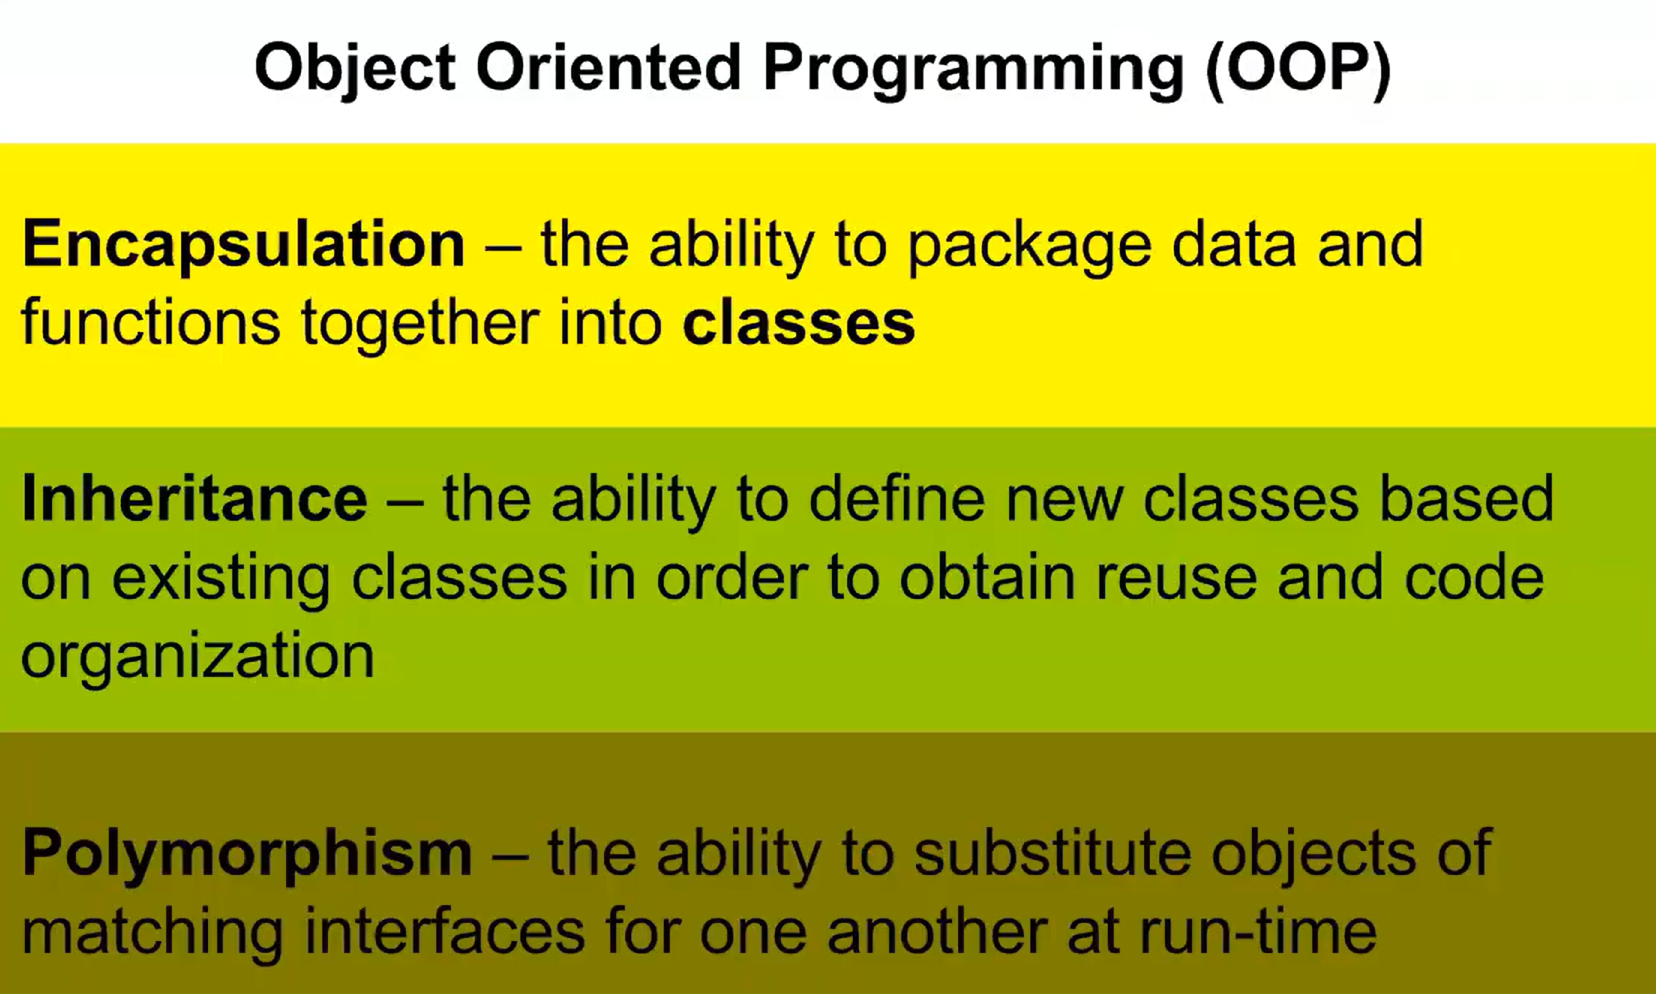 Object Oriented Programming (OOP)
Encapsulation – the ability to package data and
functions together into classes
Inheritance – the ability to define new classes based
on existing classes in order to obtain reuse and code
organization
Polymorphism – the ability to substitute objects of
matching interfaces for one another at run-time